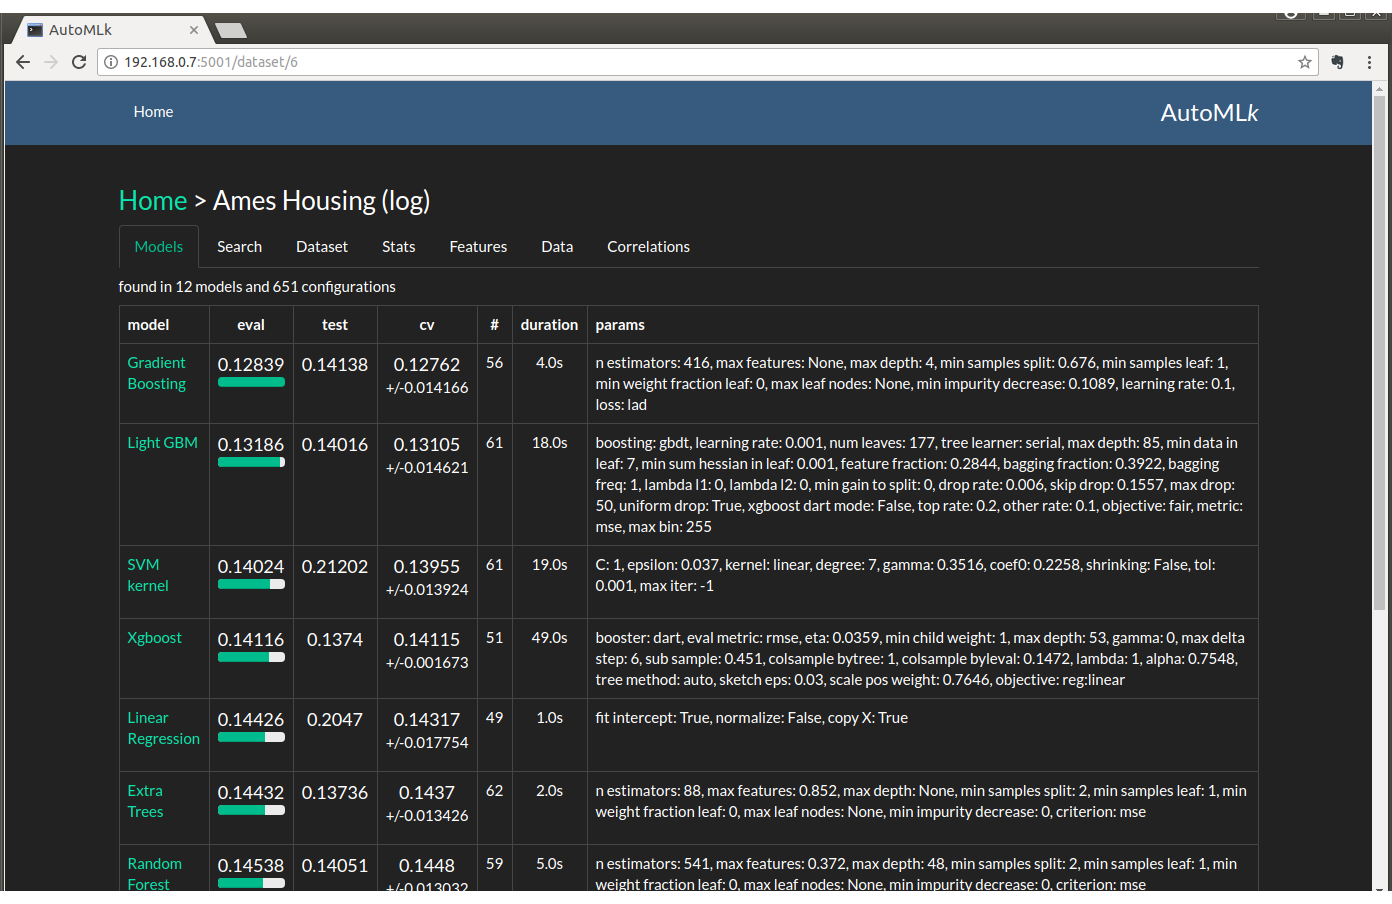 AutoMLk
192.168.0.7:5001/dataset/6
Home
AutoMLk
Home > Ames Housing (log)
Models Search Dataset Stats Features Data Correlations
found in 12 models and 651 configurations
model eval test cv # duration params
Gradient 0.12839 0.14138 0.12762 56 4.0s n estimators: 416, max features: None, max depth: 4, min samples split: 0.676, min samples leaf: 1,
Boosting +/-0.014166 min weight fraction leaf: 0, max leaf nodes: None, min impurity decrease: 0.1089, learning rate: 0.1,
loss: lad
Light GBM 0.13186 0.14016 0.13105 61 18.0s boosting: gbdt, learning rate: 0.001, num leaves: 177, tree learner: serial, max depth: 85, min data in
+/-0.014621 leaf: 7, min sum hessian in leaf: 0.001, feature fraction: 0.2844, bagging fraction: 0.3922, bagging
freq: 1, lambda l1: 0, lambda l2: 0, min gain to split: 0, drop rate: 0.006, skip drop: 0.1557, max drop:
50, uniform drop: True, xgboost dart mode: False, top rate: 0.2, other rate: 0.1, objective: fair, metric:
mse, max bin: 255
SVM 0.14024 0.21202 0.13955 61 19.0s C: 1, epsilon: 0.037, kernel: linear, degree: 7, gamma: 0.3516, coef0: 0.2258, shrinking: False, tol:
kernel +/-0.013924 0.001, max iter: -1
Xgboost 0.14116 0.1374 0.14115 51 49.0s booster: dart, eval metric: rmse, eta: 0.0359, min child weight: 1, max depth: 53, gamma: 0, max delta
+/-0.001673 step: 6, sub sample: 0.451, colsample bytree: 1, colsample byleval: 0.1472, lambda: 1, alpha: 0.7548,
tree method: auto, sketch eps: 0.03, scale pos weight: 0.7646, objective: reg:linear
Linear 0.14426 0.2047 0.14317 49 1.0s fit intercept: True, normalize: False, copy X: True
Regression +/-0.017754
Extra 0.14432 0.13736 0.1437 62 2.0s n estimators: 88, max features: 0.852, max depth: None, min samples split: 2, min samples leaf: 1, min
Trees +/-0.013426 weight fraction leaf: 0, max leaf nodes: None, min impurity decrease: 0, criterion: mse
Random 0.14538 0.14051 0.1448 59 5.0s n estimators: 541, max features: 0.372, max depth: 48, min samples split: 2, min samples leaf: 1, min
Forest +/-0.013032 weight fraction leaf: 0, max leaf nodes: None, min impurity decrease: 0, criterion: mse